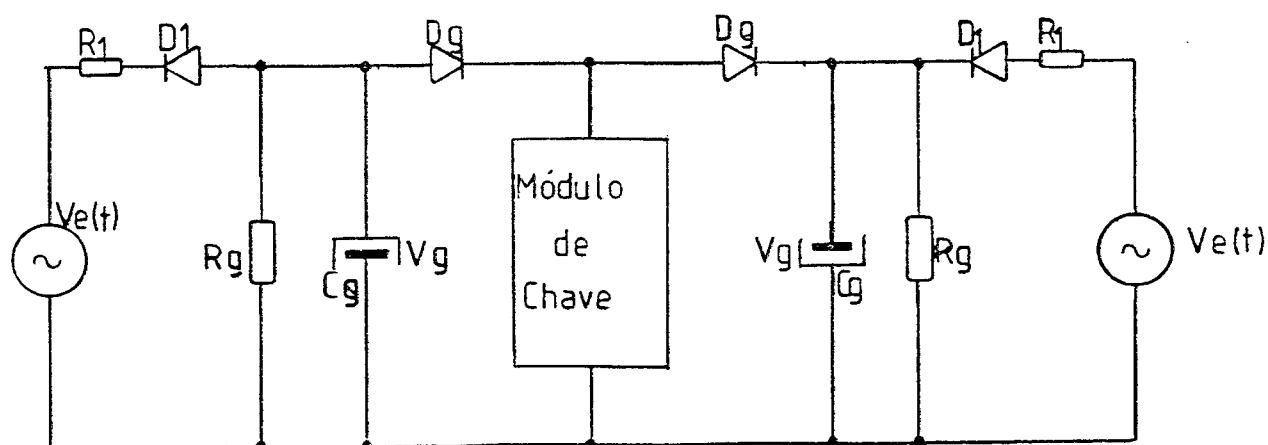 R1
D1
Dg
Dg
D1
R1
Ve(t)
Rg
Cg
Vg
Módulo
de
Chave
Vg
Cg
Rg
Ve(t)